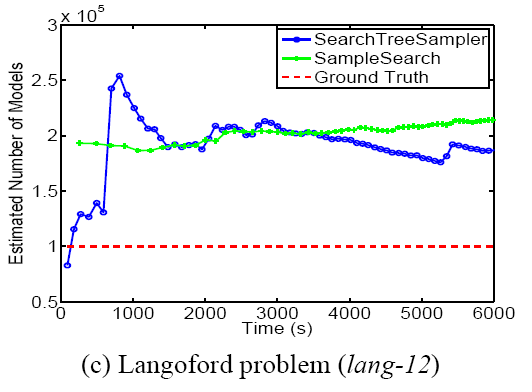 x 10^5
3
2.5
2
1.5
1
0.5
Estimated Number of Models
SearchTreeSampler
SampleSearch
Ground Truth
0 1000 2000 3000 4000 5000 6000
Time (s)
(c) Langoford problem (lang-12)